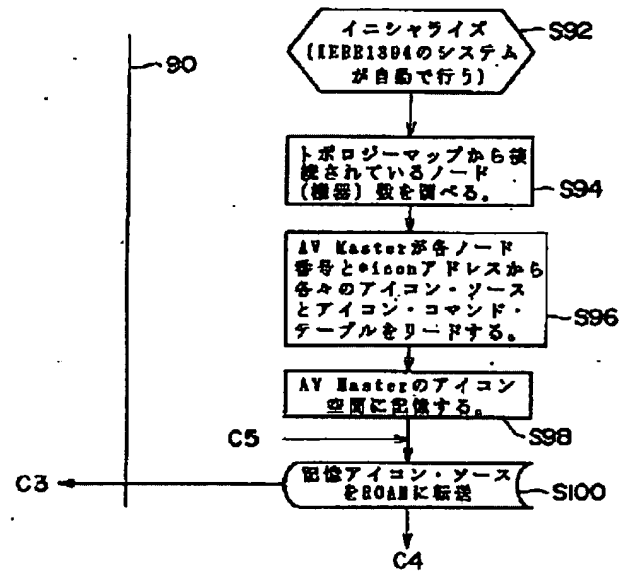 イニシャライズ
S92
(IEEE1394のシステム
が自動で行う)
90
トポロジーマップから接
続されているノード
(機器)数を調べる。
S94
AV Masterが各ノード
番号と*iconアドレスから
各々のアイコン・ソース
とアイコン・コマンド・
テーブルをリードする。
S96
AV Masterのアイコン
空間に記憶する。
S98
C5
記憶アイコン・ソース
をROAMに転送
S100
C3
C4